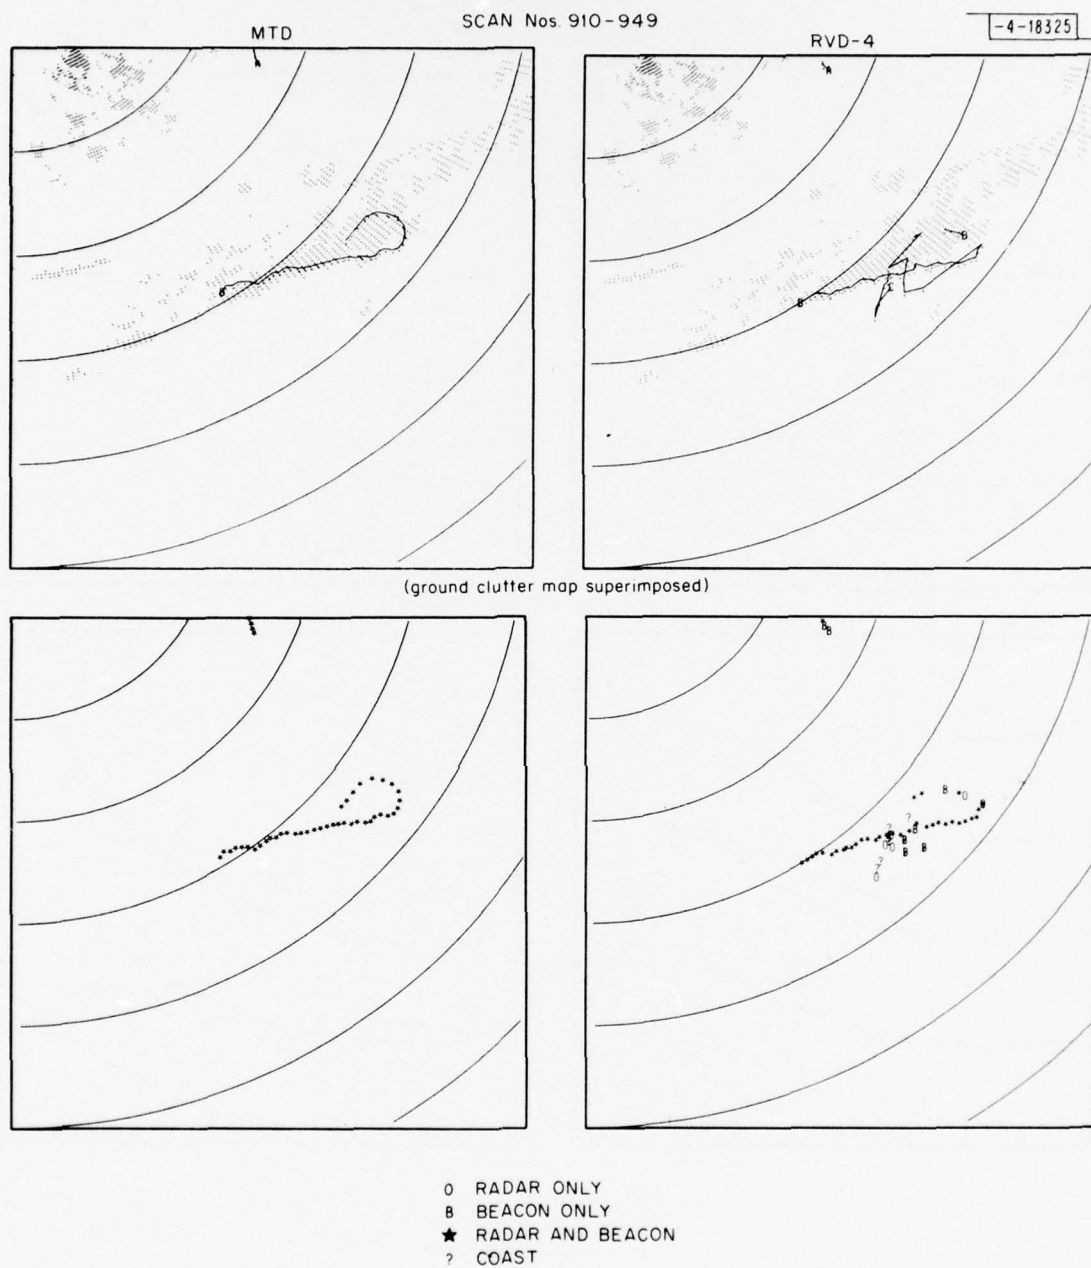 SCAN Nos. 910-949
-4-18325
MTD
RVD-4
A
A
B
B
B
C
(ground clutter map superimposed)
B
B
B
O
B
?
?
B
B
O
O
B
B
B
?
?
O
O RADAR ONLY
B BEACON ONLY
★ RADAR AND BEACON
? COAST